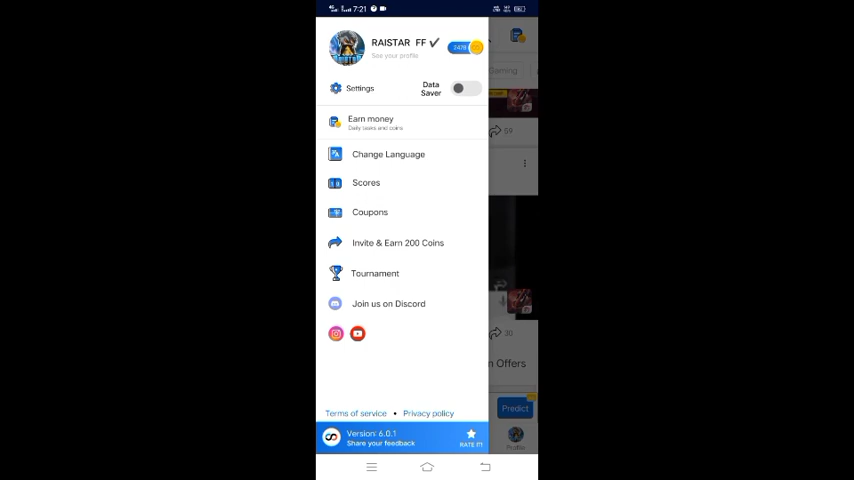 7:21
RAISTAR FF ✔
See your profile
2478
Settings
Data
Saver
Earn money
Daily tasks and coins
Gaming
59
Change Language
Scores
Coupons
Invite & Earn 200 Coins
Tournament
Join us on Discord
30
n Offers
Terms of service • Privacy policy
Predict
Version: 6.0.1
Share your feedback
RATE IT!
Profile